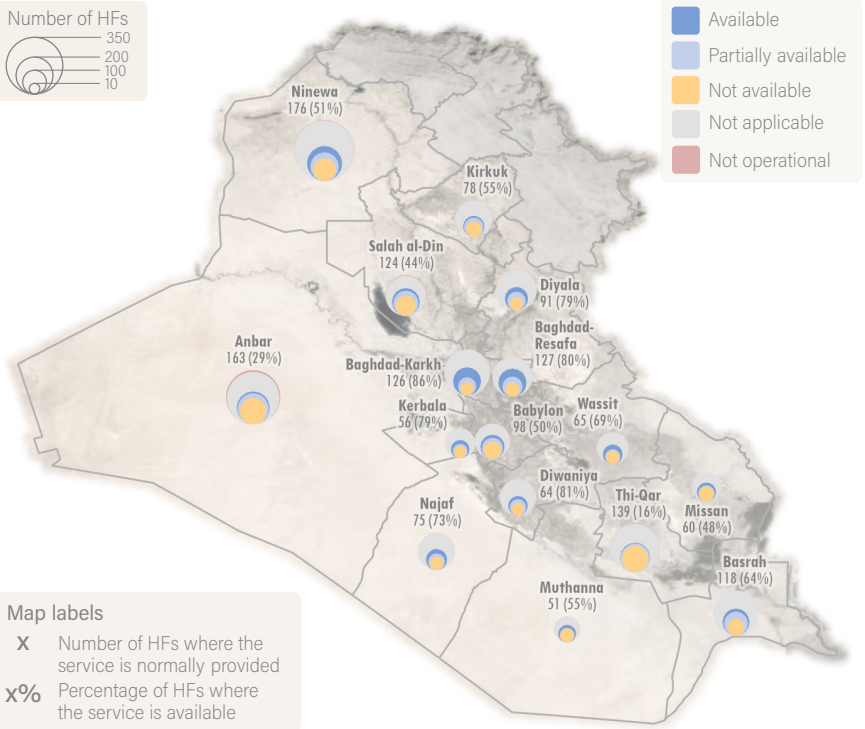 Number of HFs
350
200
100
10
Available
Partially available
Not available
Not applicable
Not operational
Ninewa
176 (51%)
Kirkuk
78 (55%)
Salah al-Din
124 (44%)
Diyala
91 (79%)
Baghdad-
Resafa
127 (80%)
Anbar
163 (29%)
Baghdad-Karkh
126 (86%)
Kerbala
56 (79%)
Babylon
98 (50%)
Wassit
65 (69%)
Diwaniya
64 (81%)
Thi-Qar
139 (16%)
Missan
60 (48%)
Najaf
75 (73%)
Basrah
118 (64%)
Muthanna
51 (55%)
Map labels
X Number of HFs where the
service is normally provided
x% Percentage of HFs where
the service is available